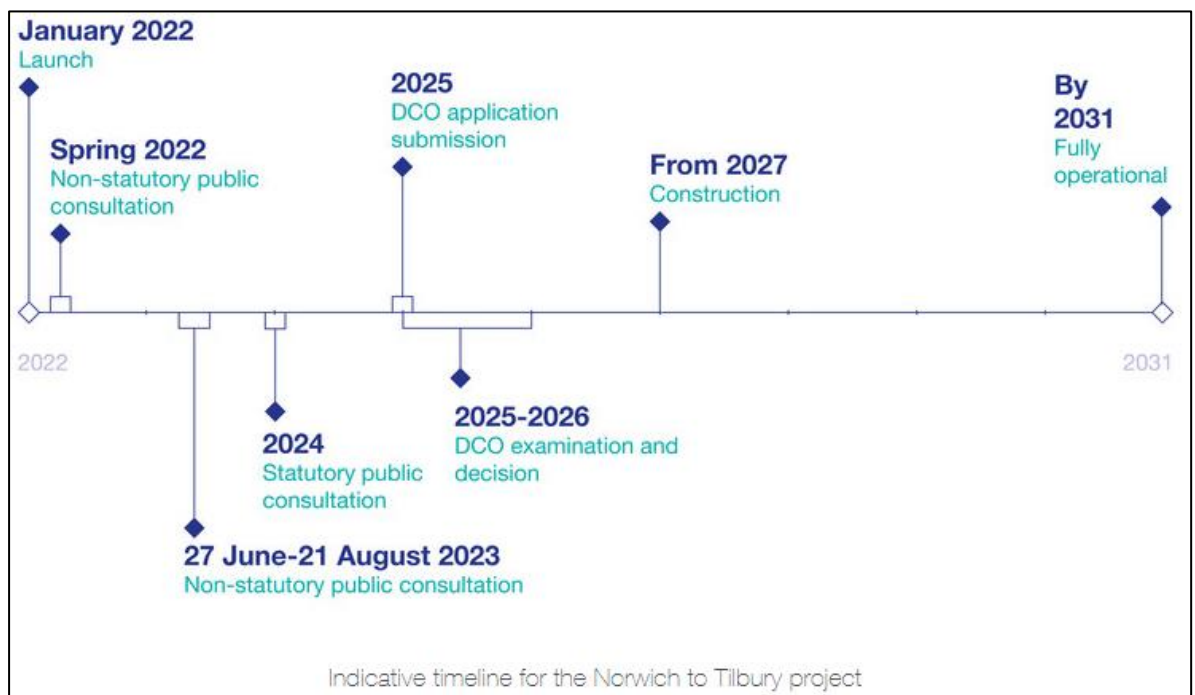 January 2022
Launch
Spring 2022
Non-statutory public
consultation
2025
DCO application
submission
From 2027
Construction
By
2031
Fully
operational
2022
2031
2024
Statutory public
consultation
2025-2026
DCO examination and
decision
27 June-21 August 2023
Non-statutory public consultation
Indicative timeline for the Norwich to Tilbury project